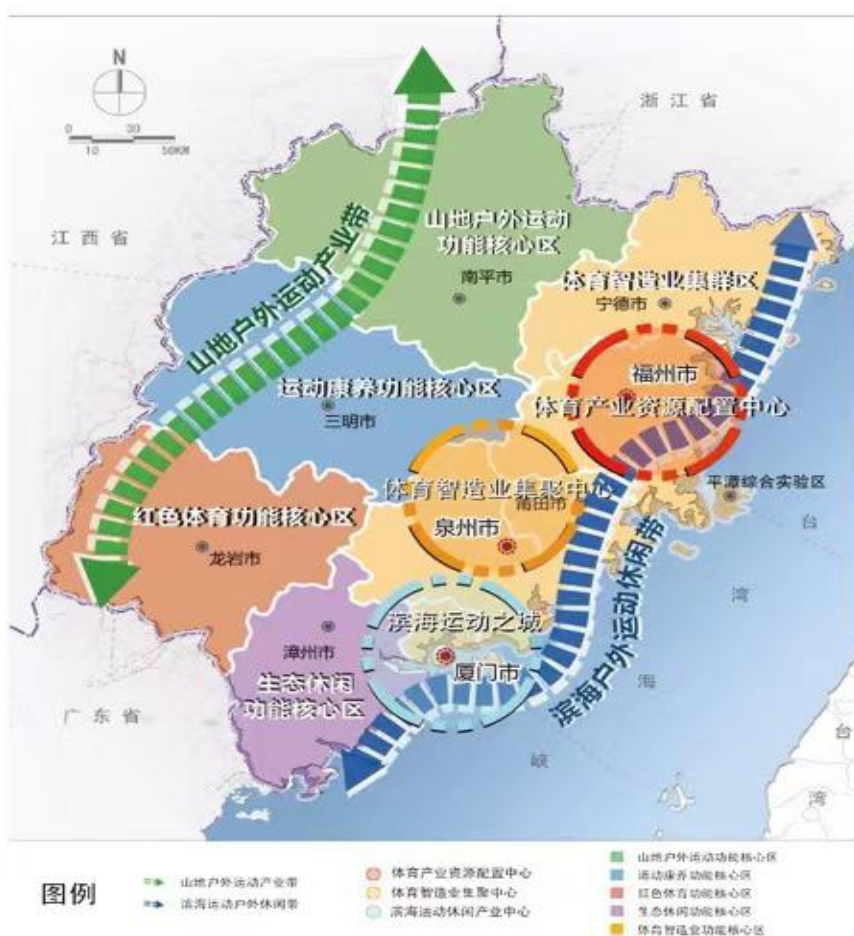 N
0 30
10 50KM
浙江省
江西省
山地户外运动产业带
山地户外运动
功能核心区
南平市
体育智造业集群区
宁德市
福州市
体育产业资源配置中心
运动康养功能核心区
三明市
平潭综合实验区
体育智造业集聚中心
莆田市
泉州市
红色体育功能核心区
龙岩市
滨海户外运动休闲带
滨海运动之城
漳州市
厦门市
生态休闲
功能核心区
广东省
台湾海峡
台湾
图例
山地户外运动产业带
滨海运动户外休闲带
体育产业资源配置中心
体育智造业集聚中心
滨海运动休闲产业中心
山地户外运动功能核心区
运动康养功能核心区
红色体育功能核心区
生态休闲功能核心区
体育智造业功能核心区